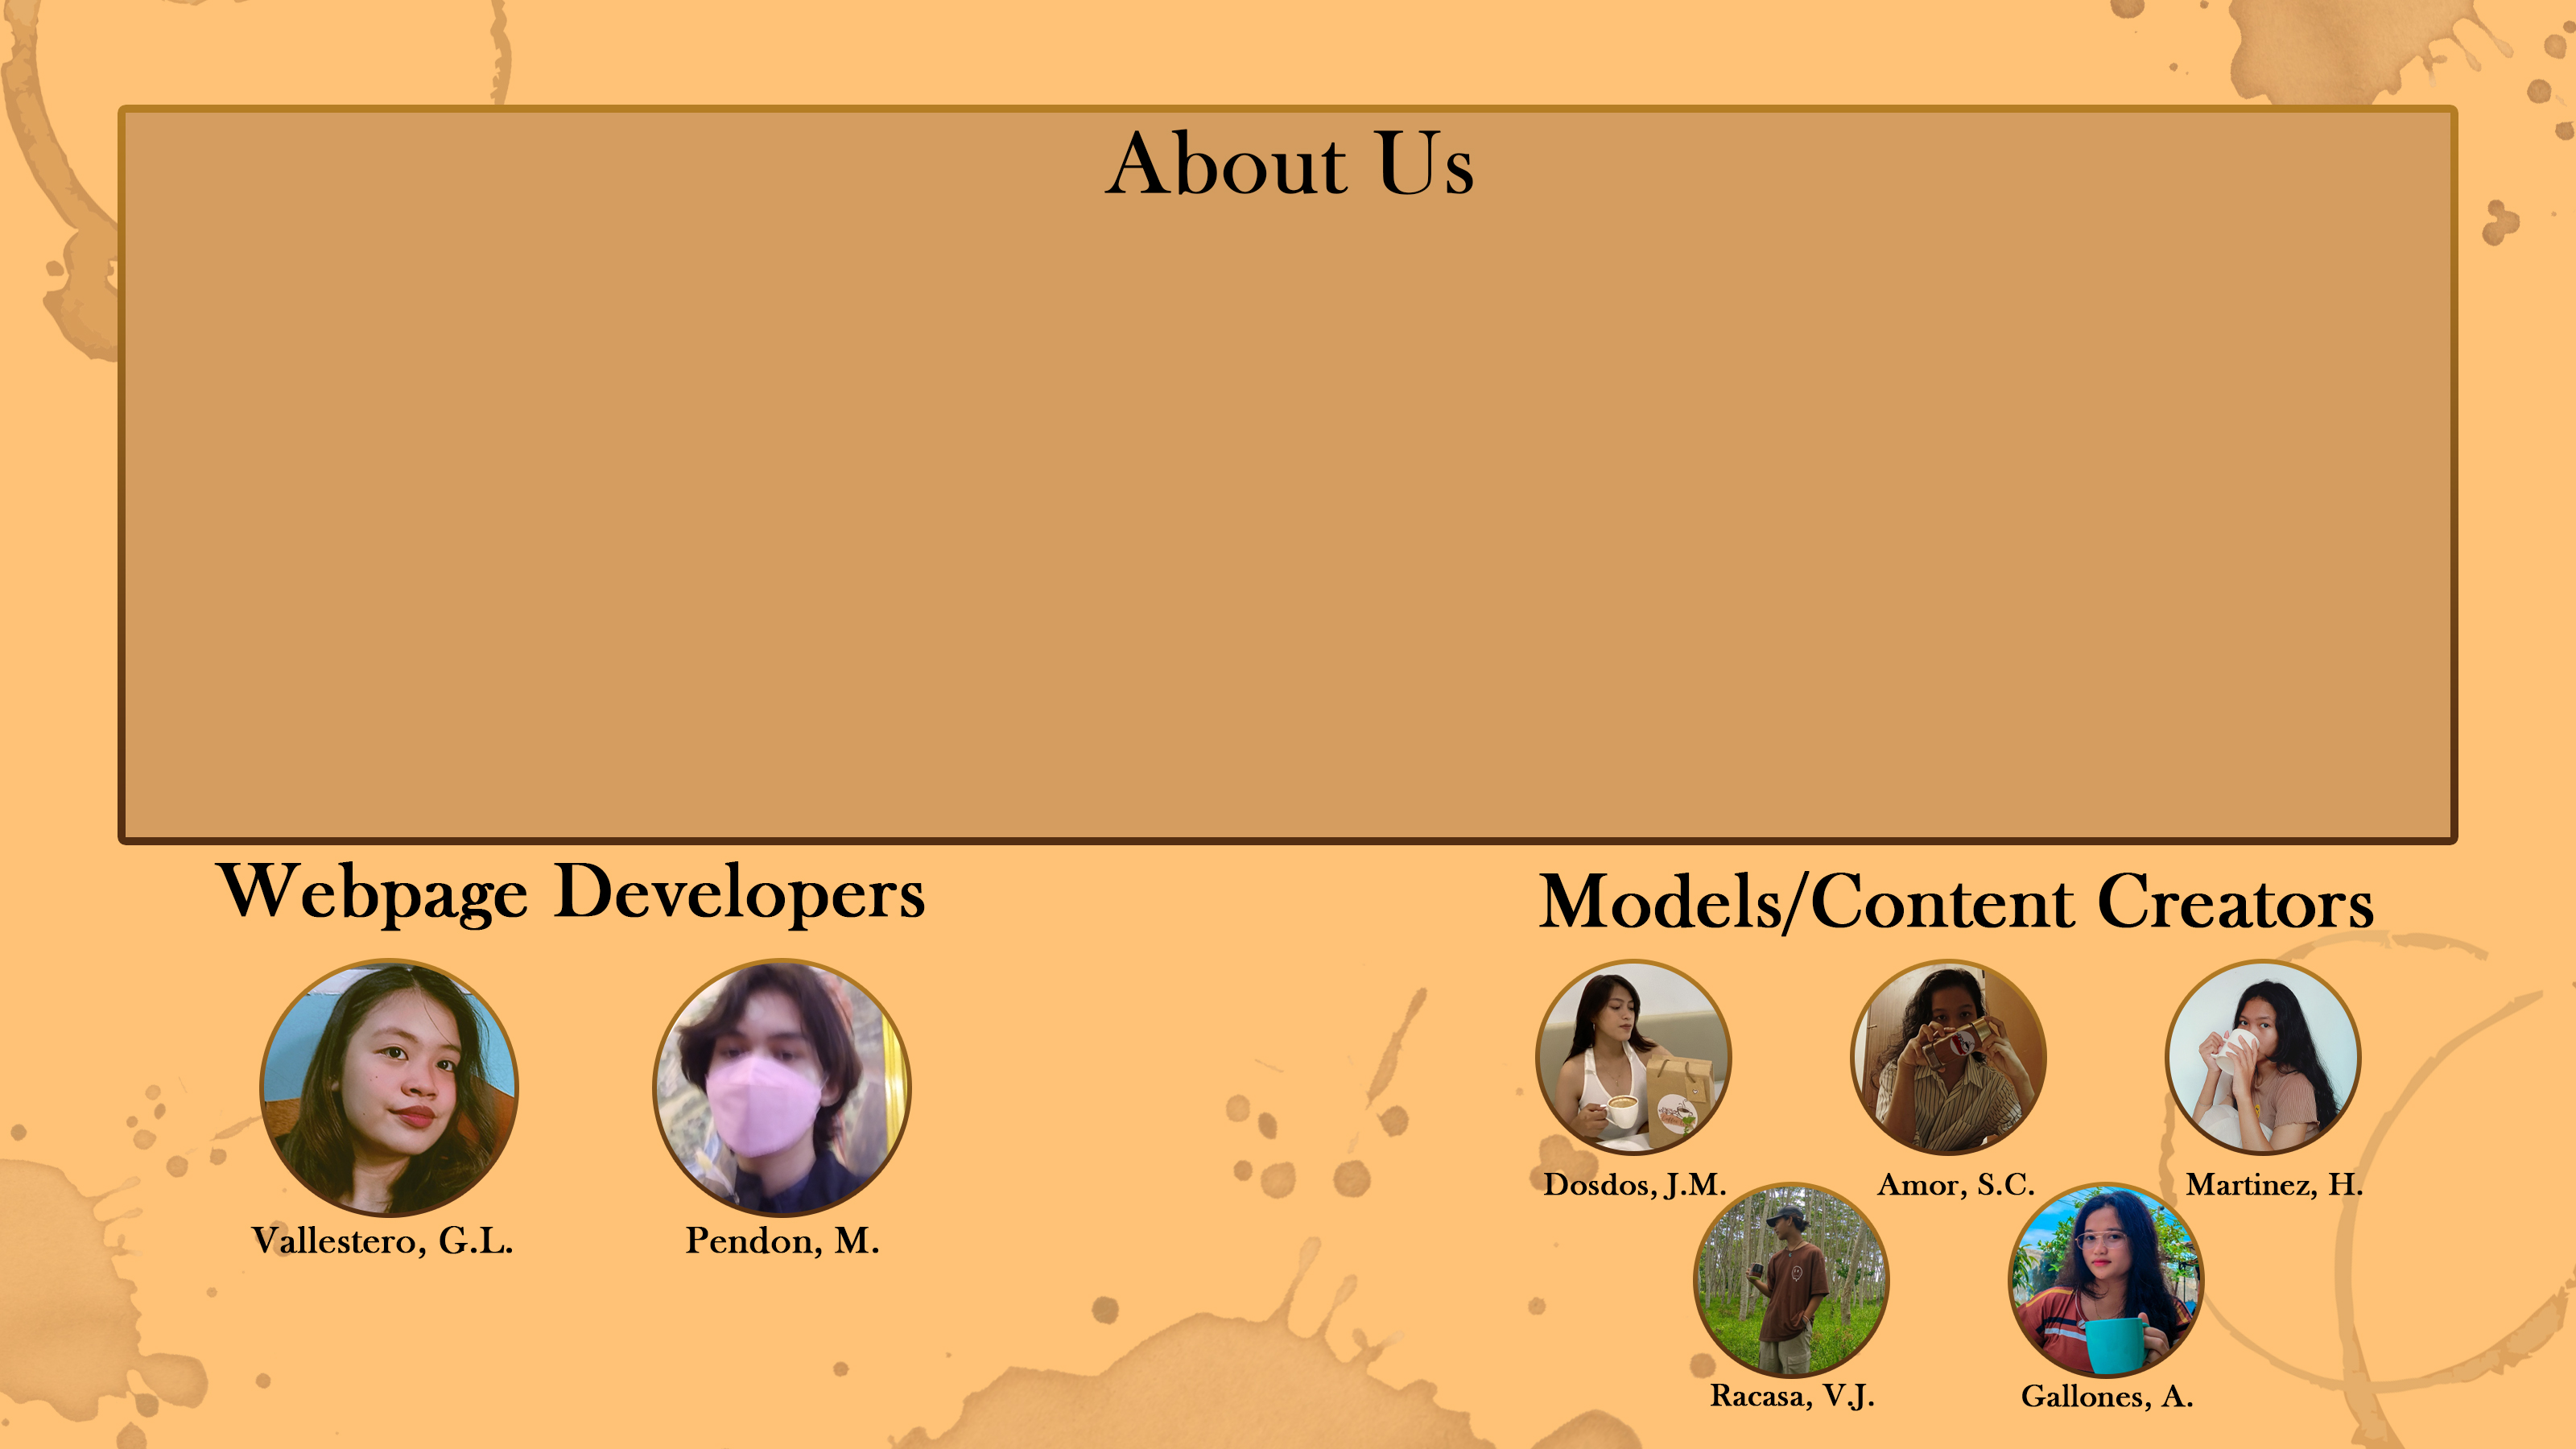 About Us
Webpage Developers
Vallestero, G.L.
Pendon, M.
Models/Content Creators
Dosdos, J.M.
Amor, S.C.
Martinez, H.
Racasa, V.J.
Gallones, A.